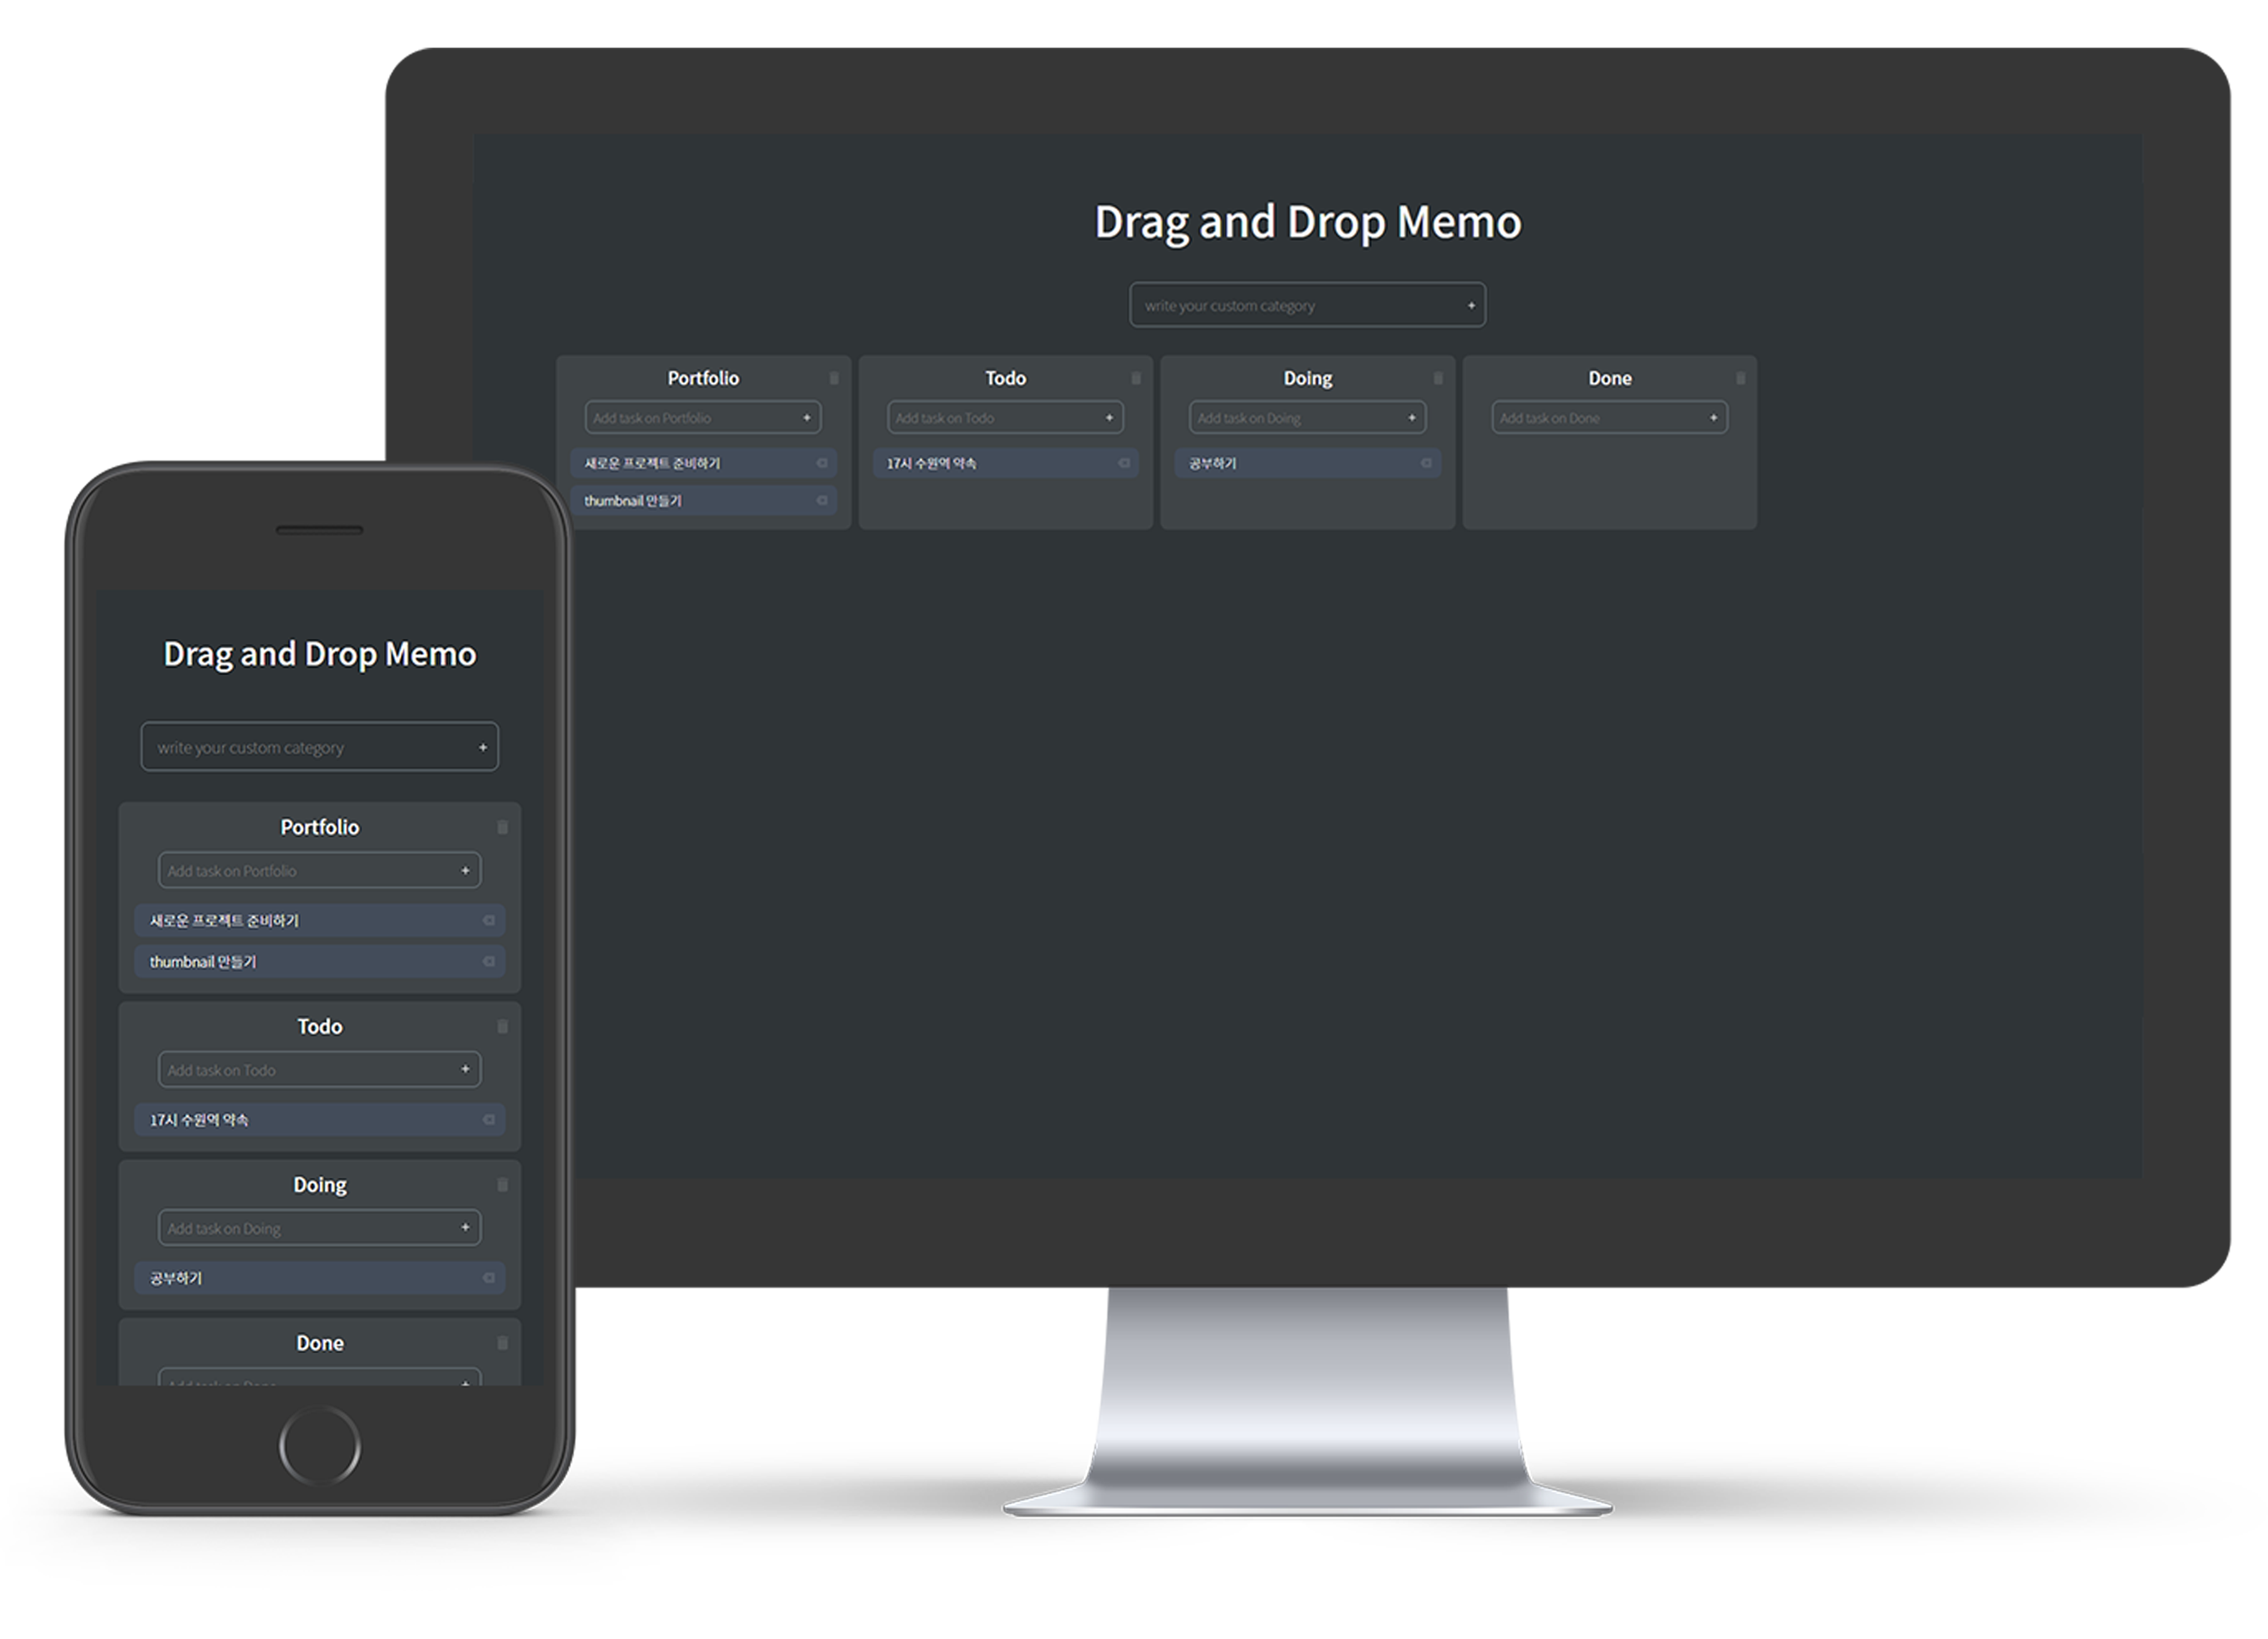 Drag and Drop Memo
write your custom category +
Portfolio
Add task on Portfolio +
새로운 프로젝트 준비하기
thumbnail 만들기
Todo
Add task on Todo +
17시 수원역 약속
Doing
Add task on Doing +
공부하기
Done
Add task on Done +
Drag and Drop Memo
write your custom category +
Portfolio
Add task on Portfolio +
새로운 프로젝트 준비하기
thumbnail 만들기
Todo
Add task on Todo +
17시 수원역 약속
Doing
Add task on Doing +
공부하기
Done
Add task on Done +